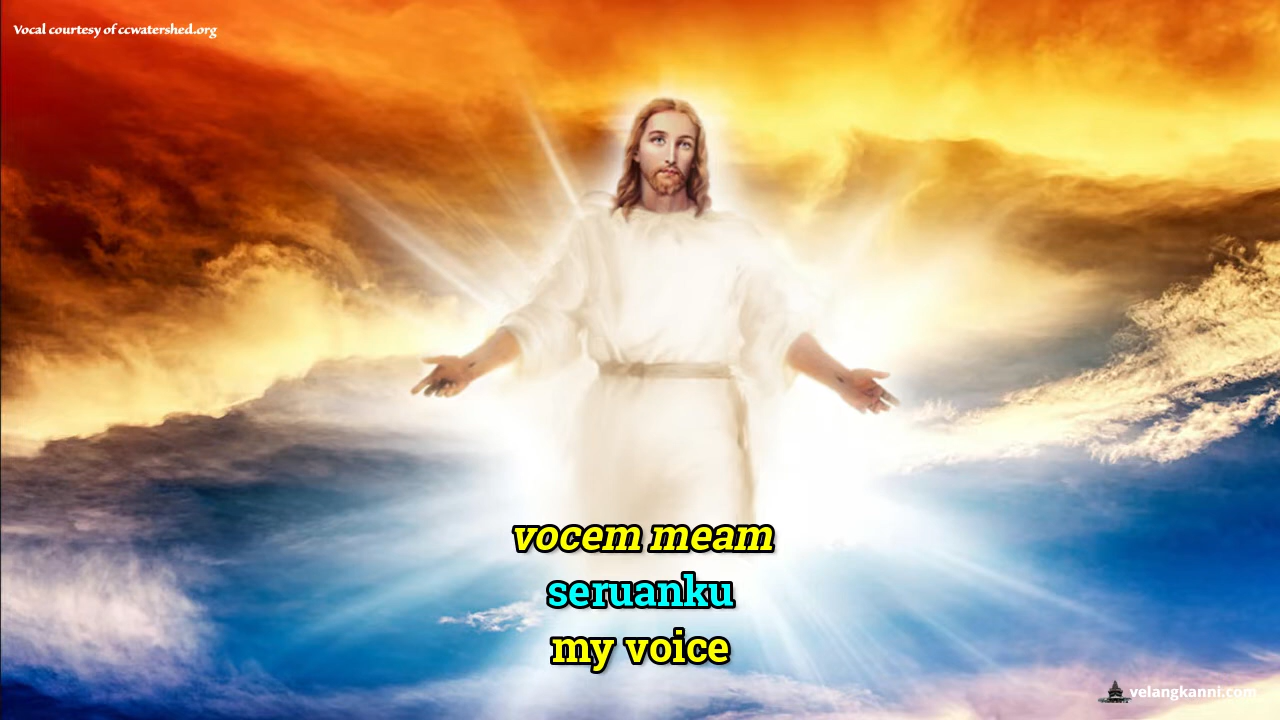 Vocal courtesy of ccwatershed.org
vocem meam
seruanku
my voice
velangkanni.com